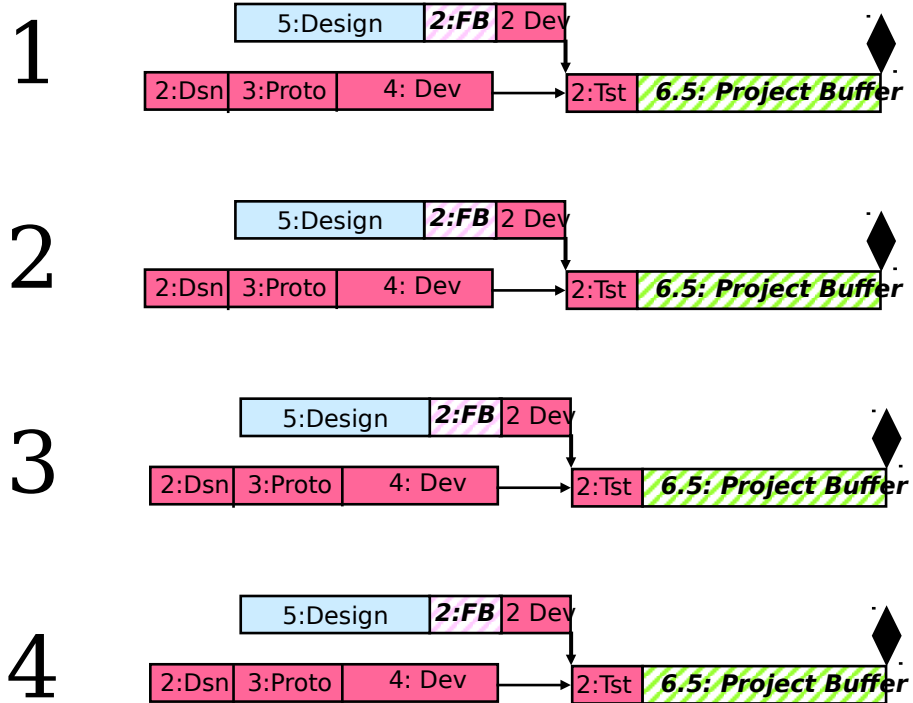 1
5:Design 2:FB 2 Dev
2:Dsn 3:Proto 4: Dev 2:Tst 6.5: Project Buffer
2
5:Design 2:FB 2 Dev
2:Dsn 3:Proto 4: Dev 2:Tst 6.5: Project Buffer
3
5:Design 2:FB 2 Dev
2:Dsn 3:Proto 4: Dev 2:Tst 6.5: Project Buffer
4
5:Design 2:FB 2 Dev
2:Dsn 3:Proto 4: Dev 2:Tst 6.5: Project Buffer